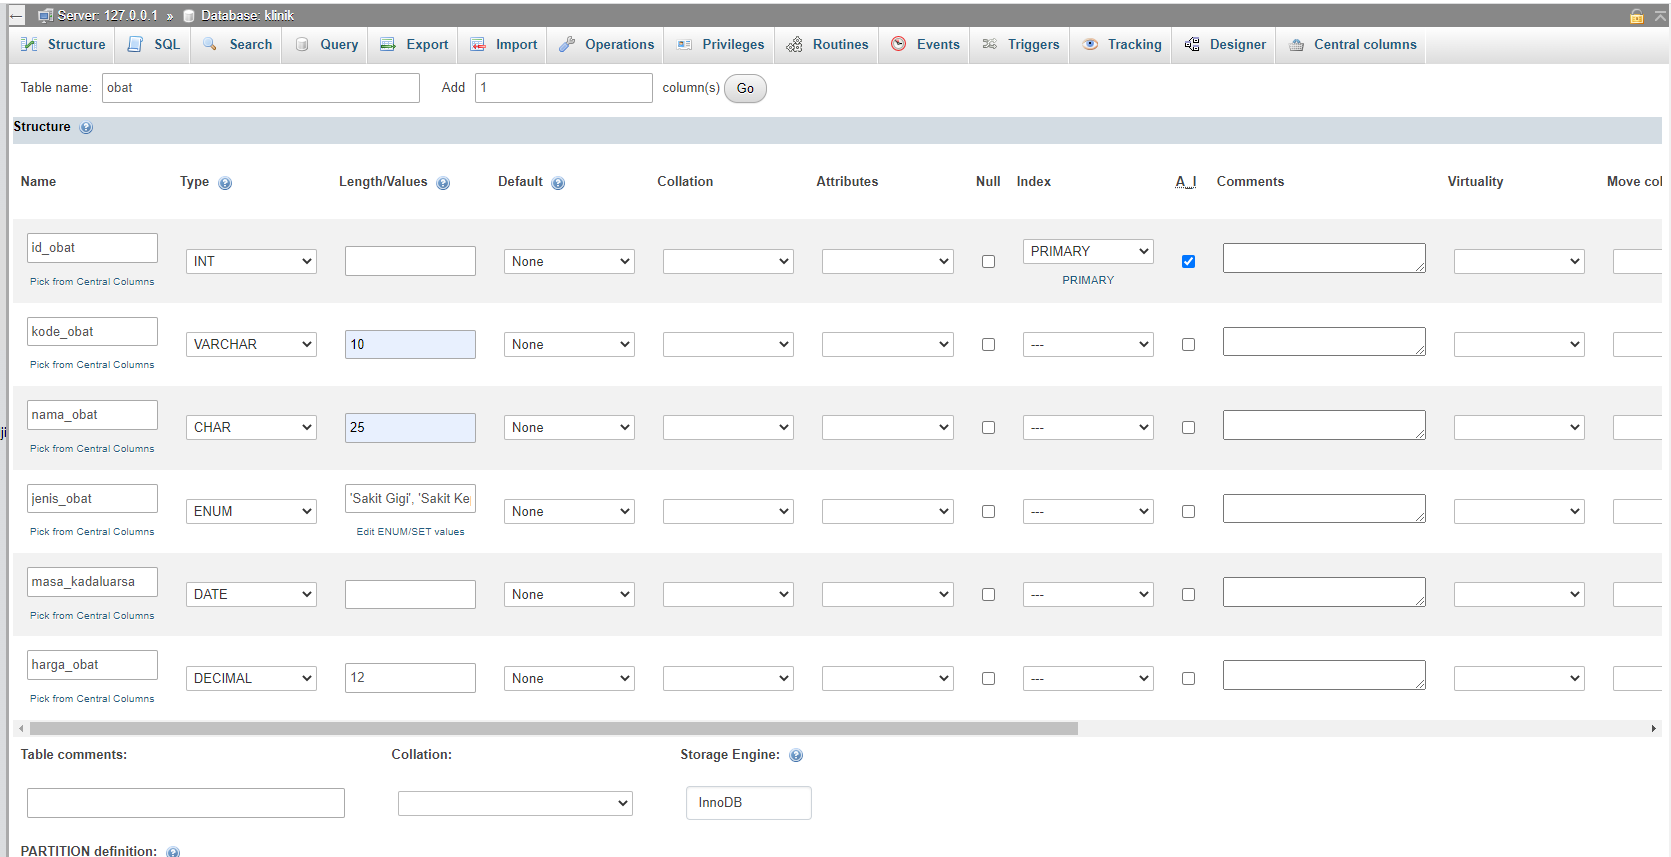 Server: 127.0.0.1 » Database: klinik
Structure SQL Search Query Export Import Operations Privileges Routines Events Triggers Tracking Designer Central columns
Table name: obat Add 1 column(s) Go
Structure
Name Type Length/Values Default Collation Attributes Null Index A_I Comments Virtuality Move col
id_obat INT None PRIMARY
Pick from Central Columns PRIMARY
kode_obat VARCHAR 10 None ---
Pick from Central Columns
nama_obat CHAR 25 None ---
ji
Pick from Central Columns
jenis_obat ENUM 'Sakit Gigi', 'Sakit Ke None ---
Pick from Central Columns Edit ENUM/SET values
masa_kadaluarsa DATE None ---
Pick from Central Columns
harga_obat DECIMAL 12 None ---
Pick from Central Columns
Table comments: Collation: Storage Engine:
InnoDB
PARTITION definition: